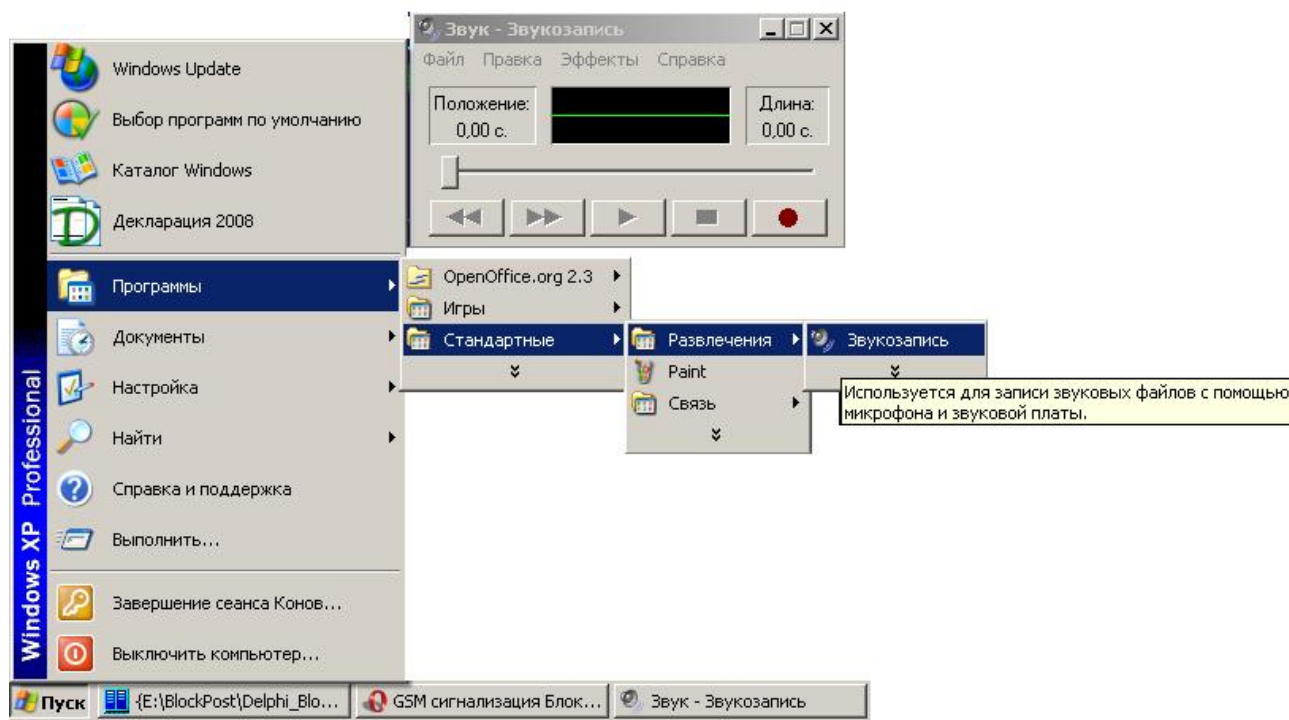 Звук - Звукозапись
Файл Правка Эффекты Справка
Положение:
0,00 с.
Длина:
0,00 с.
Windows Update
Выбор программ по умолчанию
Каталог Windows
Декларация 2008
Программы
Документы
Настройка
Найти
Справка и поддержка
Выполнить...
Завершение сеанса Конов...
Выключить компьютер...
Windows XP Professional
OpenOffice.org 2.3
Игры
Стандартные
Развлечения
Paint
Связь
Звукозапись
Используется для записи звуковых файлов с помощью
микрофона и звуковой платы.
Пуск
{E:\BlockPost\Delphi_Blo...
GSM сигнализация Блок...
Звук - Звукозапись